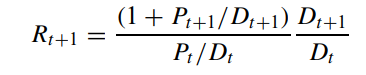 R_{t+1} = \frac{(1 + P_{t+1}/D_{t+1})}{P_t/D_t} \frac{D_{t+1}}{D_t}